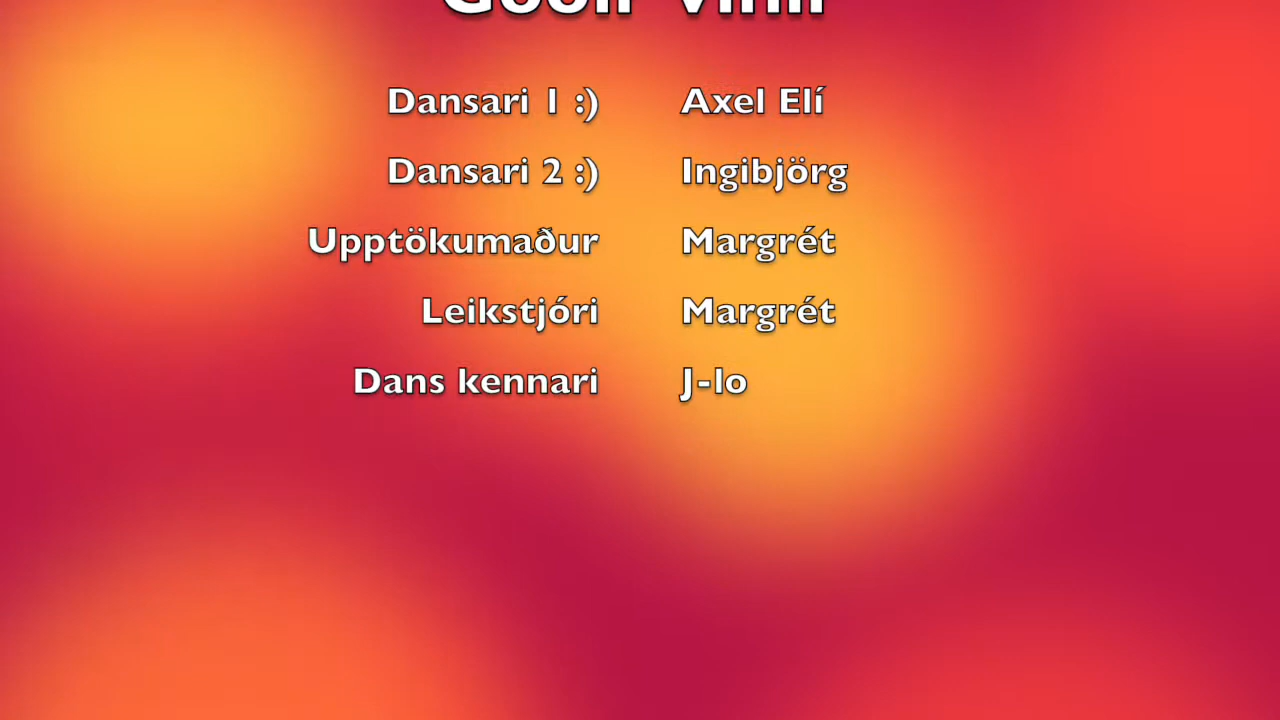 Dansari 1 :) Axel Elí
Dansari 2 :) Ingibjörg
Upptökumaður Margrét
Leikstjóri Margrét
Dans kennari J-lo